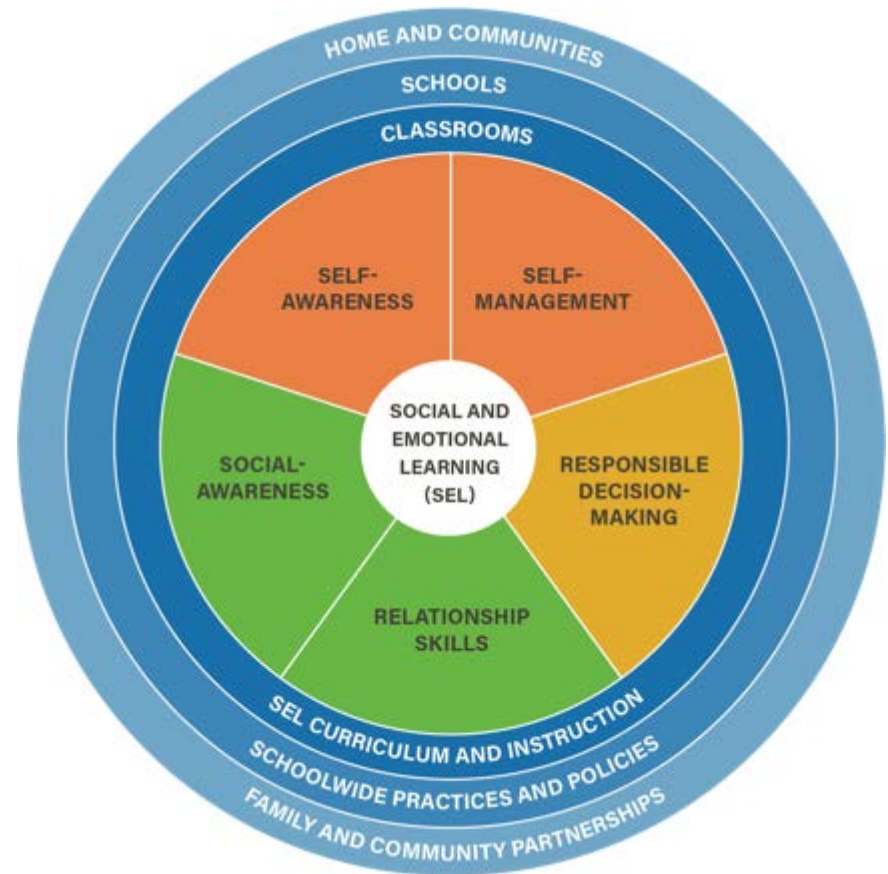 HOME AND COMMUNITIES
SCHOOLS
CLASSROOMS
SELF-
AWARENESS
SELF-
MANAGEMENT
SOCIAL AND
EMOTIONAL
LEARNING
(SEL)
SOCIAL-
AWARENESS
RESPONSIBLE
DECISION-
MAKING
RELATIONSHIP
SKILLS
SEL CURRICULUM AND INSTRUCTION
SCHOOLWIDE PRACTICES AND POLICIES
FAMILY AND COMMUNITY PARTNERSHIPS